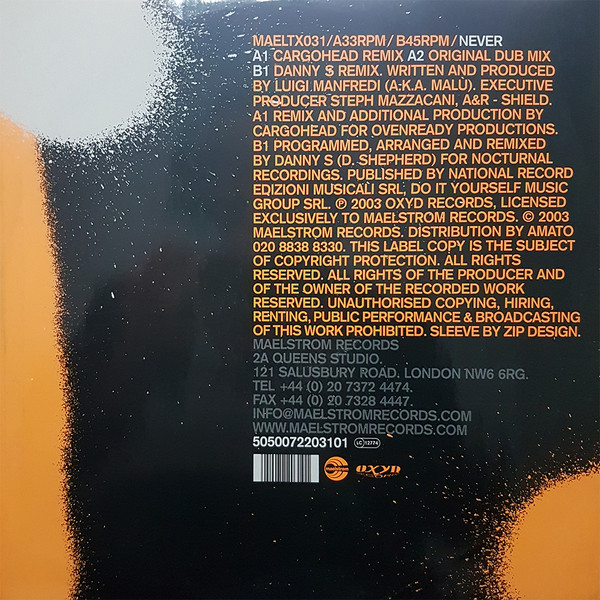 MAELTX031/A33RPM/B45RPM/NEVER
A1 CARGOHEAD REMIX A2 ORIGINAL DUB MIX
B1 DANNY S REMIX. WRITTEN AND PRODUCED
BY LUIGI MANFREDI (A.K.A. MALÙ). EXECUTIVE
PRODUCER STEPH MAZZACANI, A&R - SHIELD.
A1 REMIX AND ADDITIONAL PRODUCTION BY
CARGOHEAD FOR OVENREADY PRODUCTIONS.
B1 PROGRAMMED, ARRANGED AND REMIXED
BY DANNY S (D. SHEPHERD) FOR NOCTURNAL
RECORDINGS. PUBLISHED BY NATIONAL RECORD
EDIZIONI MUSICALI SRL, DO IT YOURSELF MUSIC
GROUP SRL. ℗ 2003 OXYD RECORDS, LICENSED
EXCLUSIVELY TO MAELSTROM RECORDS. © 2003
MAELSTROM RECORDS. DISTRIBUTION BY AMATO
020 8838 8330. THIS LABEL COPY IS THE SUBJECT
OF COPYRIGHT PROTECTION. ALL RIGHTS
RESERVED. ALL RIGHTS OF THE PRODUCER AND
OF THE OWNER OF THE RECORDED WORK
RESERVED. UNAUTHORISED COPYING, HIRING,
RENTING, PUBLIC PERFORMANCE & BROADCASTING
OF THIS WORK PROHIBITED. SLEEVE BY ZIP DESIGN.
MAELSTROM RECORDS
2A QUEENS STUDIO.
121 SALUSBURY ROAD. LONDON NW6 6RG.
TEL +44 (0) 20 7372 4474.
FAX +44 (0) 20 7328 4447.
INFO@MAELSTROMRECORDS.COM
WWW.MAELSTROMRECORDS.COM
5050072203101 LC 12774
OXYD